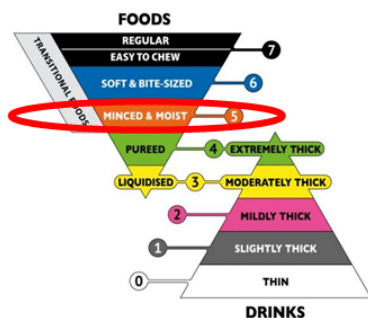 FOODS
TRANSITIONAL FOODS
REGULAR
EASY TO CHEW
7
SOFT & BITE-SIZED
6
MINCED & MOIST
5
PUREED
4
EXTREMELY THICK
LIQUIDISED
3
MODERATELY THICK
2
MILDLY THICK
1
SLIGHTLY THICK
0
THIN
DRINKS